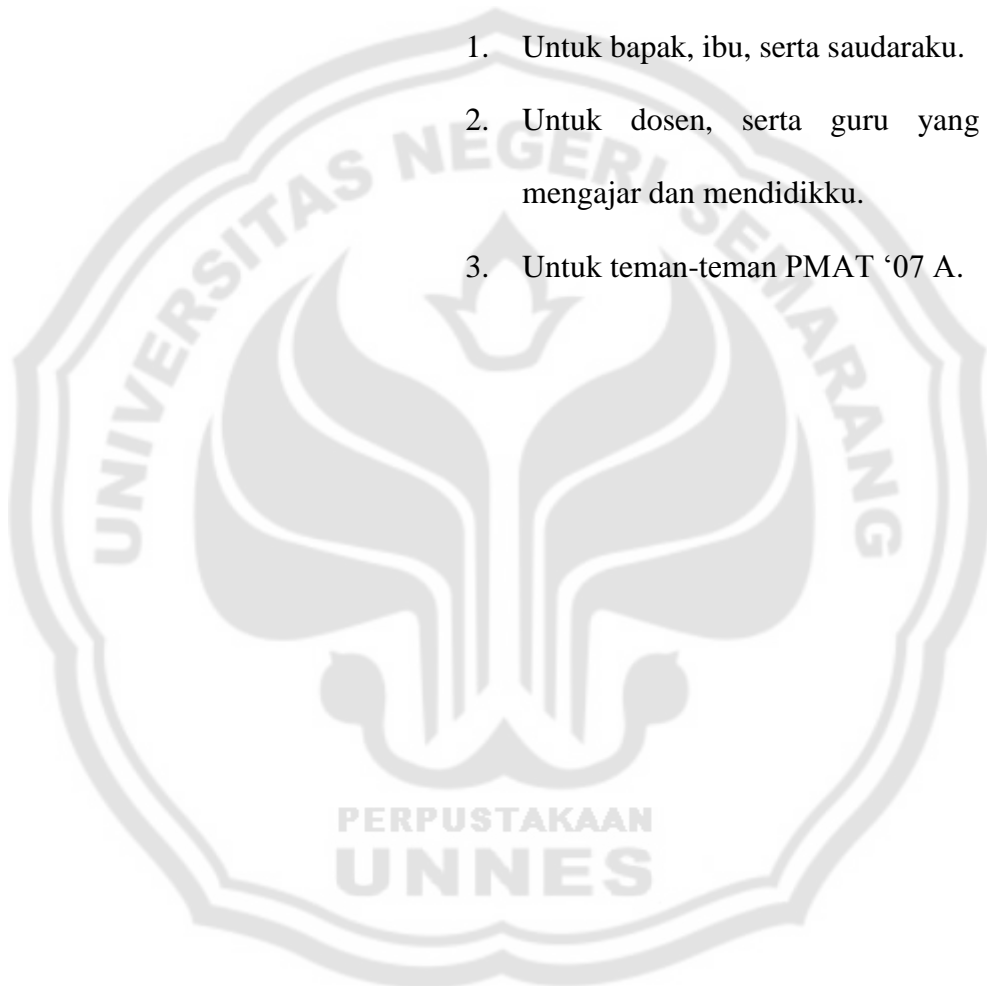 1. Untuk bapak, ibu, serta saudaraku.
2. Untuk dosen, serta guru yang
mengajar dan mendidikku.
3. Untuk teman-teman PMAT ‘07 A.
UNIVERSITAS NEGERI SEMARANG
PERPUSTAKAAN
UNNES